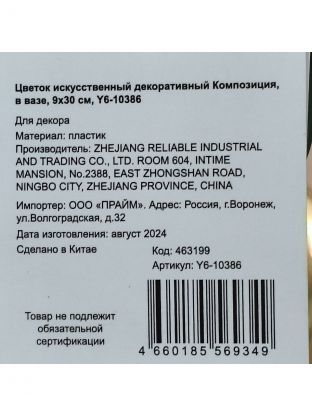 Цветок искусственный декоративный Композиция,
в вазе, 9х30 см, Y6-10386
Для декора
Материал: пластик
Производитель: ZHEJIANG RELIABLE INDUSTRIAL
AND TRADING CO., LTD. ROOM 604, INTIME
MANSION, No.2388, EAST ZHONGSHAN ROAD,
NINGBO CITY, ZHEJIANG PROVINCE, CHINA
Импортер: ООО «ПРАЙМ». Адрес: Россия, г.Воронеж,
ул.Волгоградская, д.32
Дата изготовления: август 2024
Сделано в Китае
Код: 463199
Артикул: Y6-10386
Товар не подлежит
обязательной
сертификации
4 660185 569349